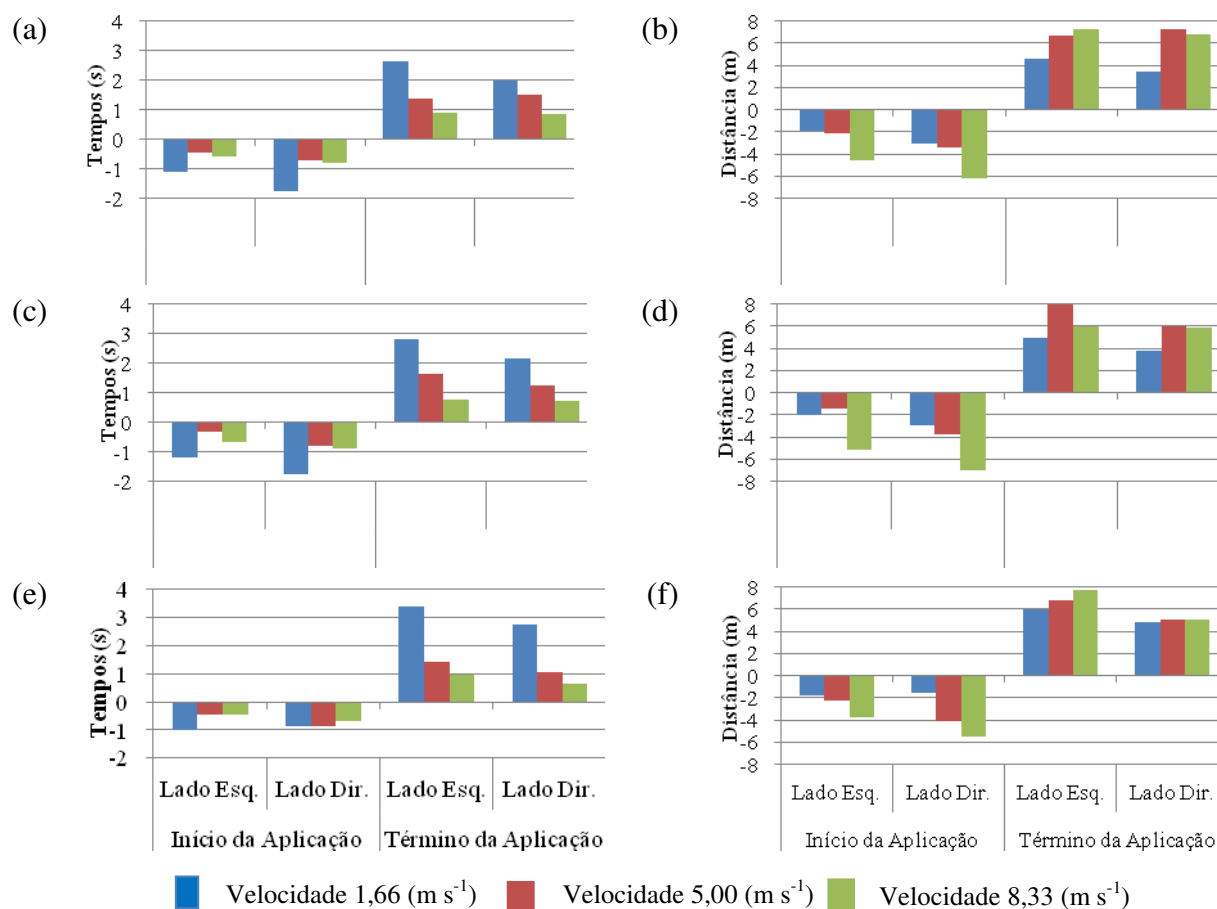 (a)
Tempos (s)
4
3
2
1
0
-1
-2
(b)
Distância (m)
8
6
4
2
0
-2
-4
-6
-8
(c)
Tempos (s)
4
3
2
1
0
-1
-2
(d)
Distância (m)
8
6
4
2
0
-2
-4
-6
-8
(e)
Tempos (s)
4
3
2
1
0
-1
-2
Lado Esq. Lado Dir. Lado Esq. Lado Dir.
Início da Aplicação Término da Aplicação
(f)
Distância (m)
8
6
4
2
0
-2
-4
-6
-8
Lado Esq. Lado Dir. Lado Esq. Lado Dir.
Início da Aplicação Término da Aplicação
Velocidade 1,66 (m s⁻¹) Velocidade 5,00 (m s⁻¹) Velocidade 8,33 (m s⁻¹)